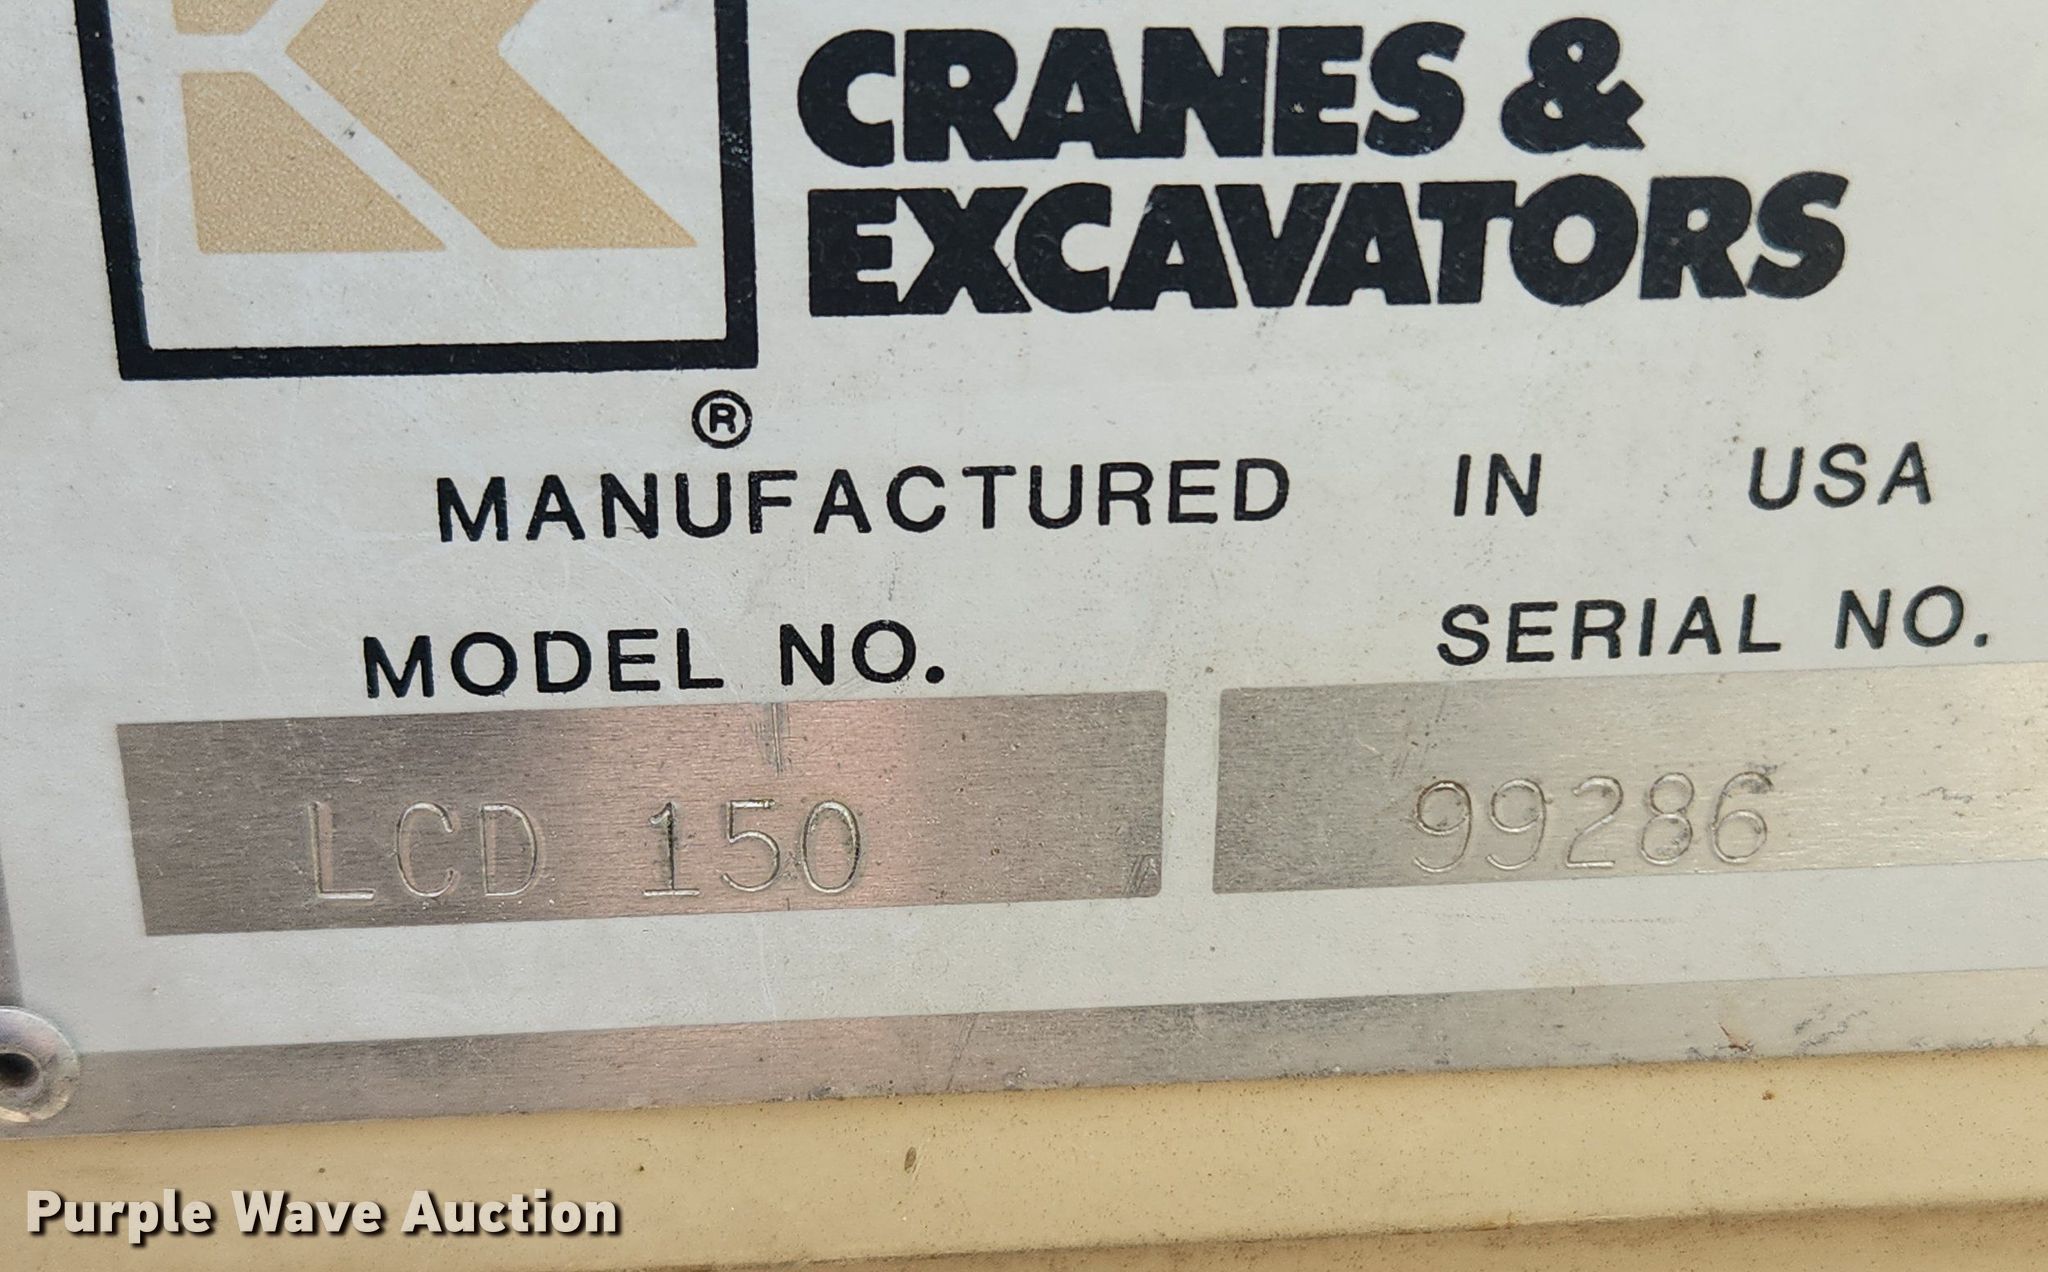 CRANES &
EXCAVATORS
®
MANUFACTURED IN USA
MODEL NO. SERIAL NO.
LCD 150 99286
Purple Wave Auction